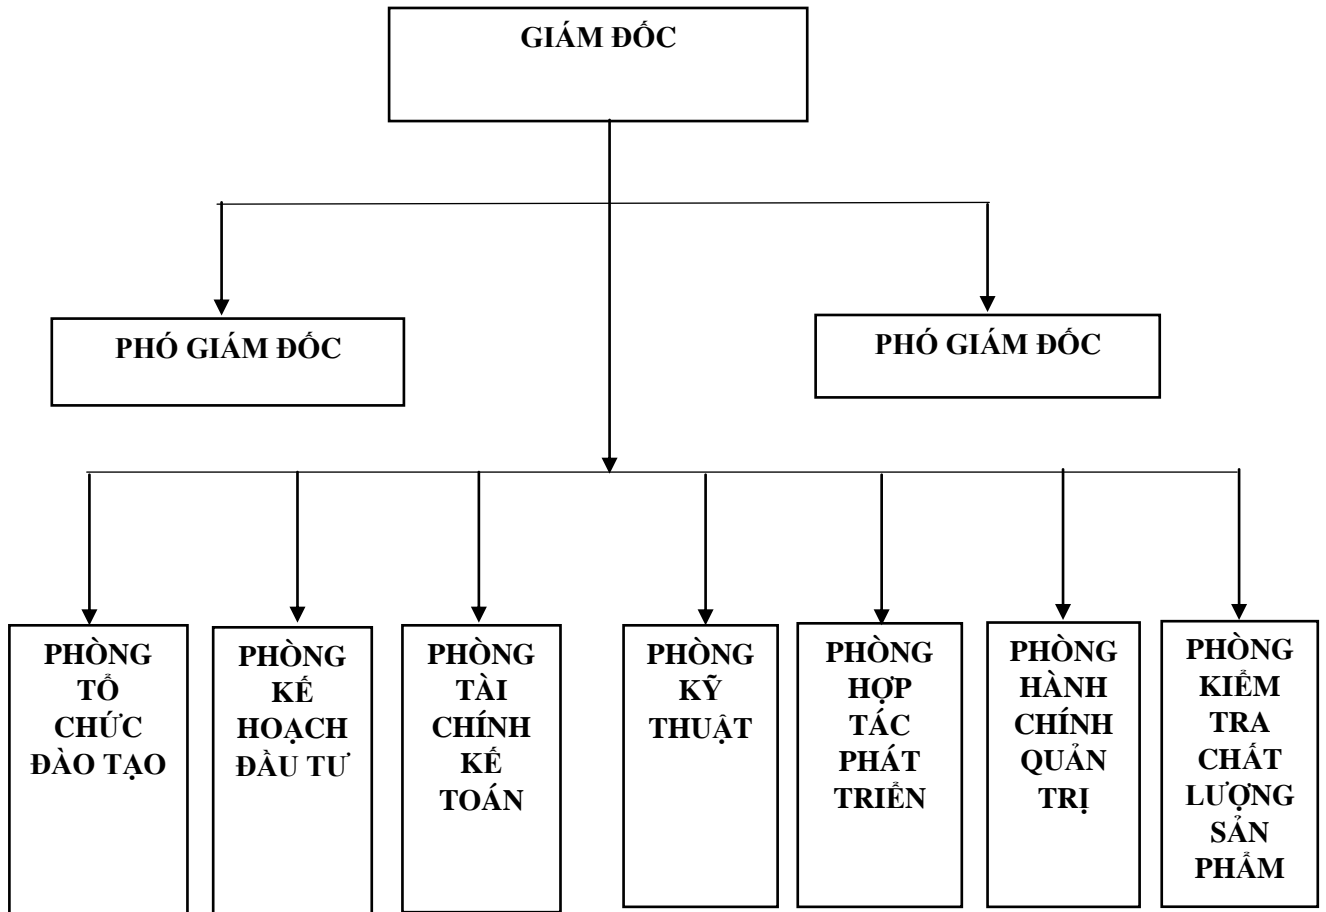 GIÁM ĐỐC
PHÓ GIÁM ĐỐC
PHÓ GIÁM ĐỐC
PHÒNG
TỔ
CHỨC
ĐÀO TẠO
PHÒNG
KẾ
HOẠCH
ĐẦU TƯ
PHÒNG
TÀI
CHÍNH
KẾ
TOÁN
PHÒNG
KỸ
THUẬT
PHÒNG
HỢP
TÁC
PHÁT
TRIỂN
PHÒNG
HÀNH
CHÍNH
QUẢN
TRỊ
PHÒNG
KIỂM
TRA
CHẤT
LƯỢNG
SẢN
PHẨM